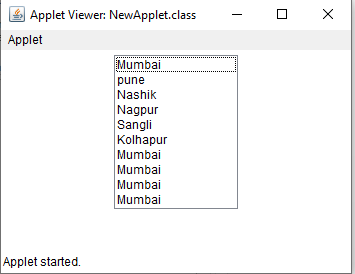 Applet Viewer: NewApplet.class
Applet
Mumbai
pune
Nashik
Nagpur
Sangli
Kolhapur
Mumbai
Mumbai
Mumbai
Mumbai
Applet started.